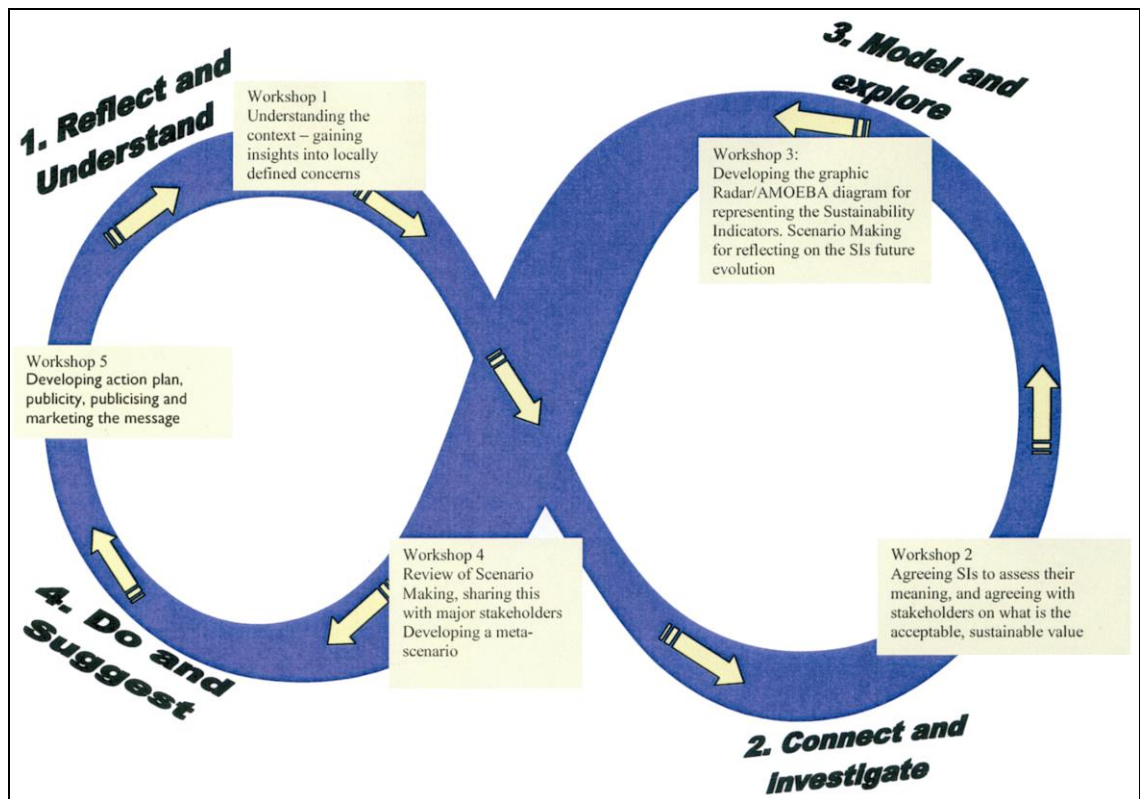 1. Reflect and
Understand
Workshop 1
Understanding the
context – gaining
insights into locally
defined concerns
3. Model and
explore
Workshop 3:
Developing the graphic
Radar/AMOEBA diagram for
representing the Sustainability
Indicators. Scenario Making
for reflecting on the SIs future
evolution
Workshop 5
Developing action plan,
publicity, publicising and
marketing the message
Workshop 4
Review of Scenario
Making, sharing this
with major stakeholders
Developing a meta-
scenario
Workshop 2
Agreeing SIs to assess their
meaning, and agreeing with
stakeholders on what is the
acceptable, sustainable value
4. Do and
Suggest
2. Connect and
investigate